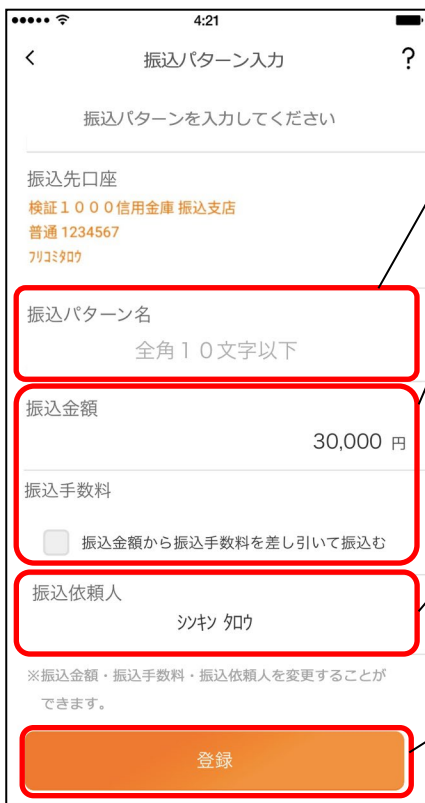 4:21
振込パターン入力
?
振込パターンを入力してください
振込先口座
検証1000信用金庫 振込支店
普通 1234567
ﾌﾘｺﾐﾀﾛｳ
振込パターン名
全角10文字以下
振込金額
30,000 円
振込手数料
振込金額から振込手数料を差し引いて振込む
振込依頼人
ｼﾝｷﾝ ﾀﾛｳ
※振込金額・振込手数料・振込依頼人を変更することが
できます。
登録